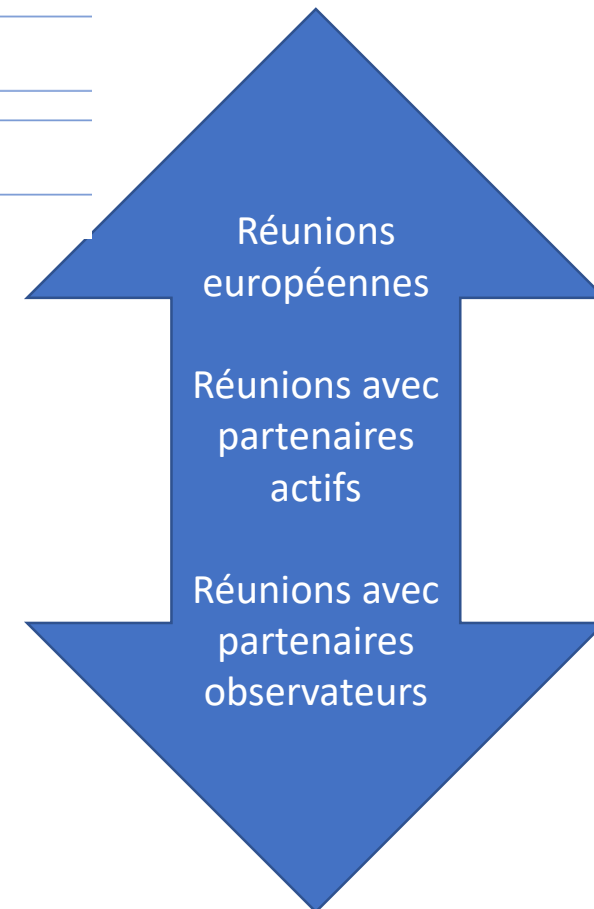 Réunions
européennes
Réunions avec
partenaires
actifs
Réunions avec
partenaires
observateurs